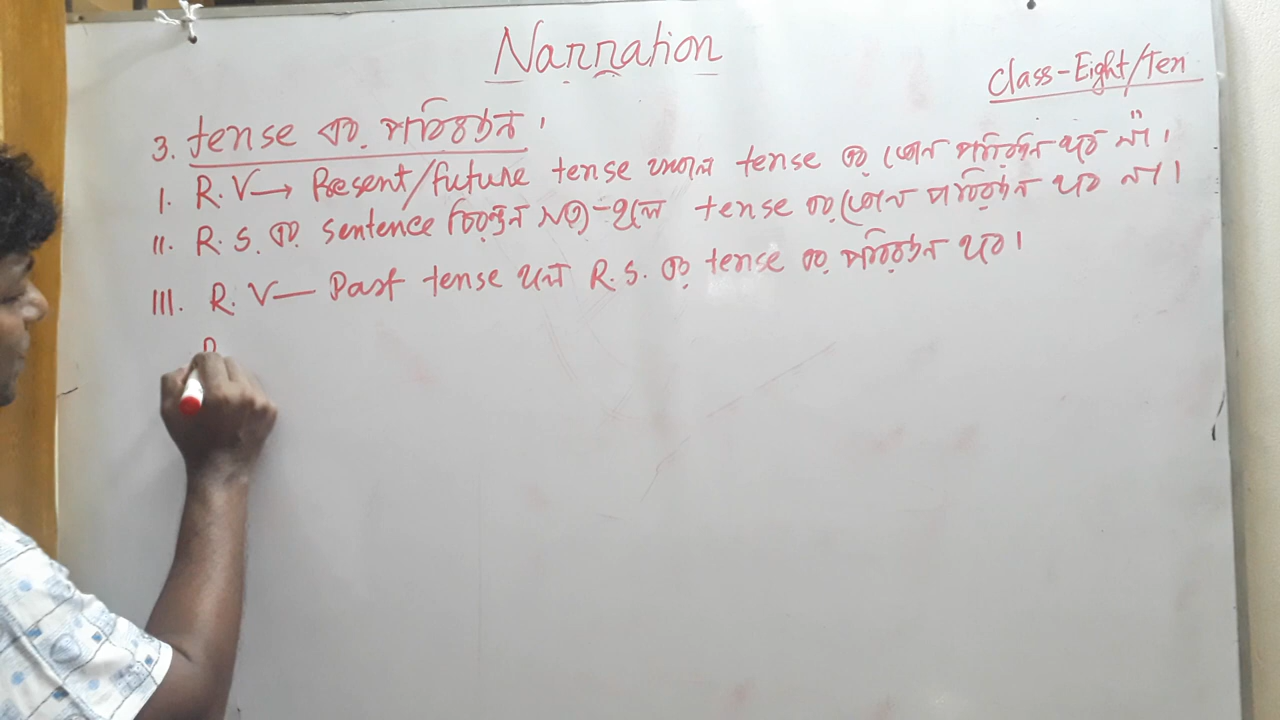 Narration
Class-Eight/Ten
3. tense এর পরিবর্তন।
I. R.V→ Present/future tense হলে tense এর কোন পরিবর্তন হবে না।
II. R.S. এর sentence চিরন্তন সত্য-হলে tense এর কোন পরিবর্তন হবে না।
III. R.V— Past tense হলে R.S. এর tense এর পরিবর্তন হবে।
R